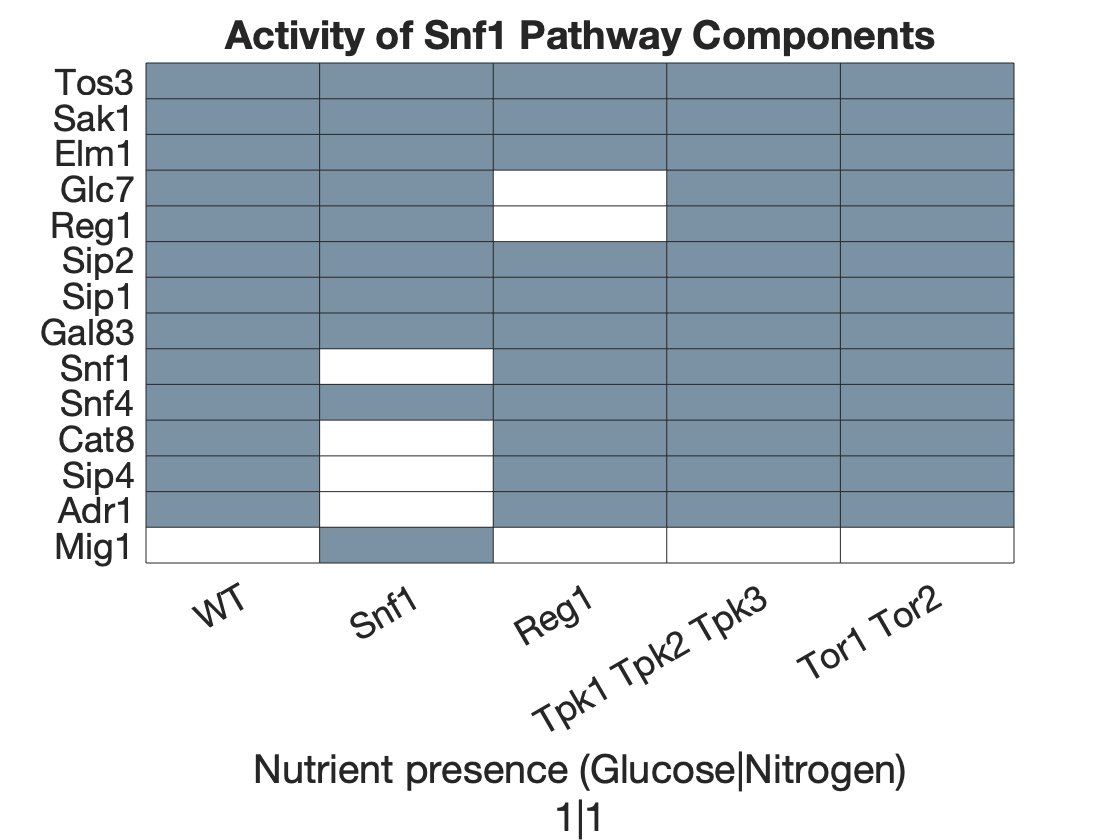 Activity of Snf1 Pathway Components
Tos3
Sak1
Elm1
Glc7
Reg1
Sip2
Sip1
Gal83
Snf1
Snf4
Cat8
Sip4
Adr1
Mig1
WT
Snf1
Reg1
Tpk1 Tpk2 Tpk3
Tor1 Tor2
Nutrient presence (Glucose|Nitrogen)
1|1